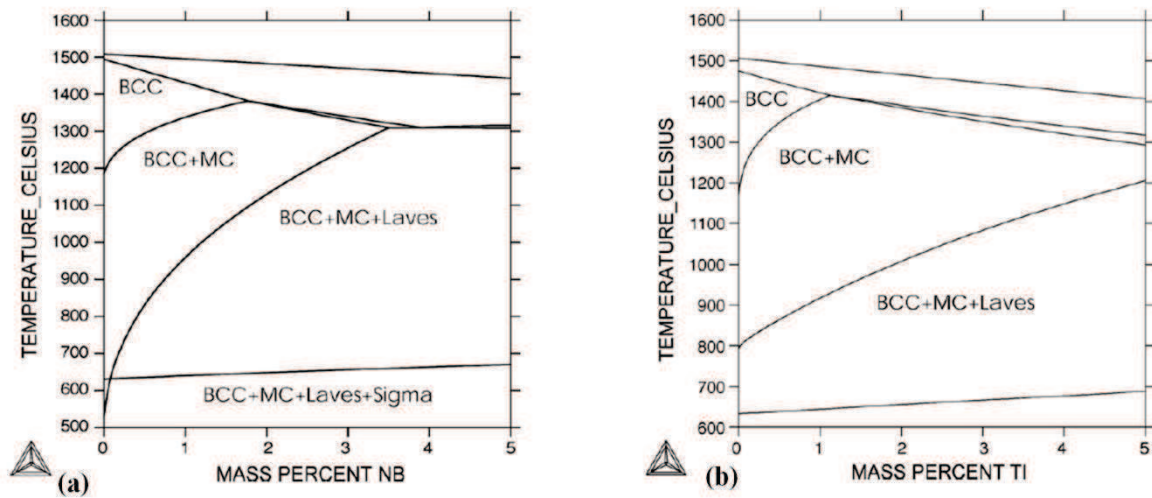 1600
1500
1400
1300
1200
1100
1000
900
800
700
600
500
TEMPERATURE_CELSIUS
BCC
BCC+MC
BCC+MC+Laves
BCC+MC+Laves+Sigma
0 1 2 3 4 5
MASS PERCENT NB
(a)
1600
1500
1400
1300
1200
1100
1000
900
800
700
600
TEMPERATURE_CELSIUS
BCC
BCC+MC
BCC+MC+Laves
0 1 2 3 4 5
MASS PERCENT TI
(b)